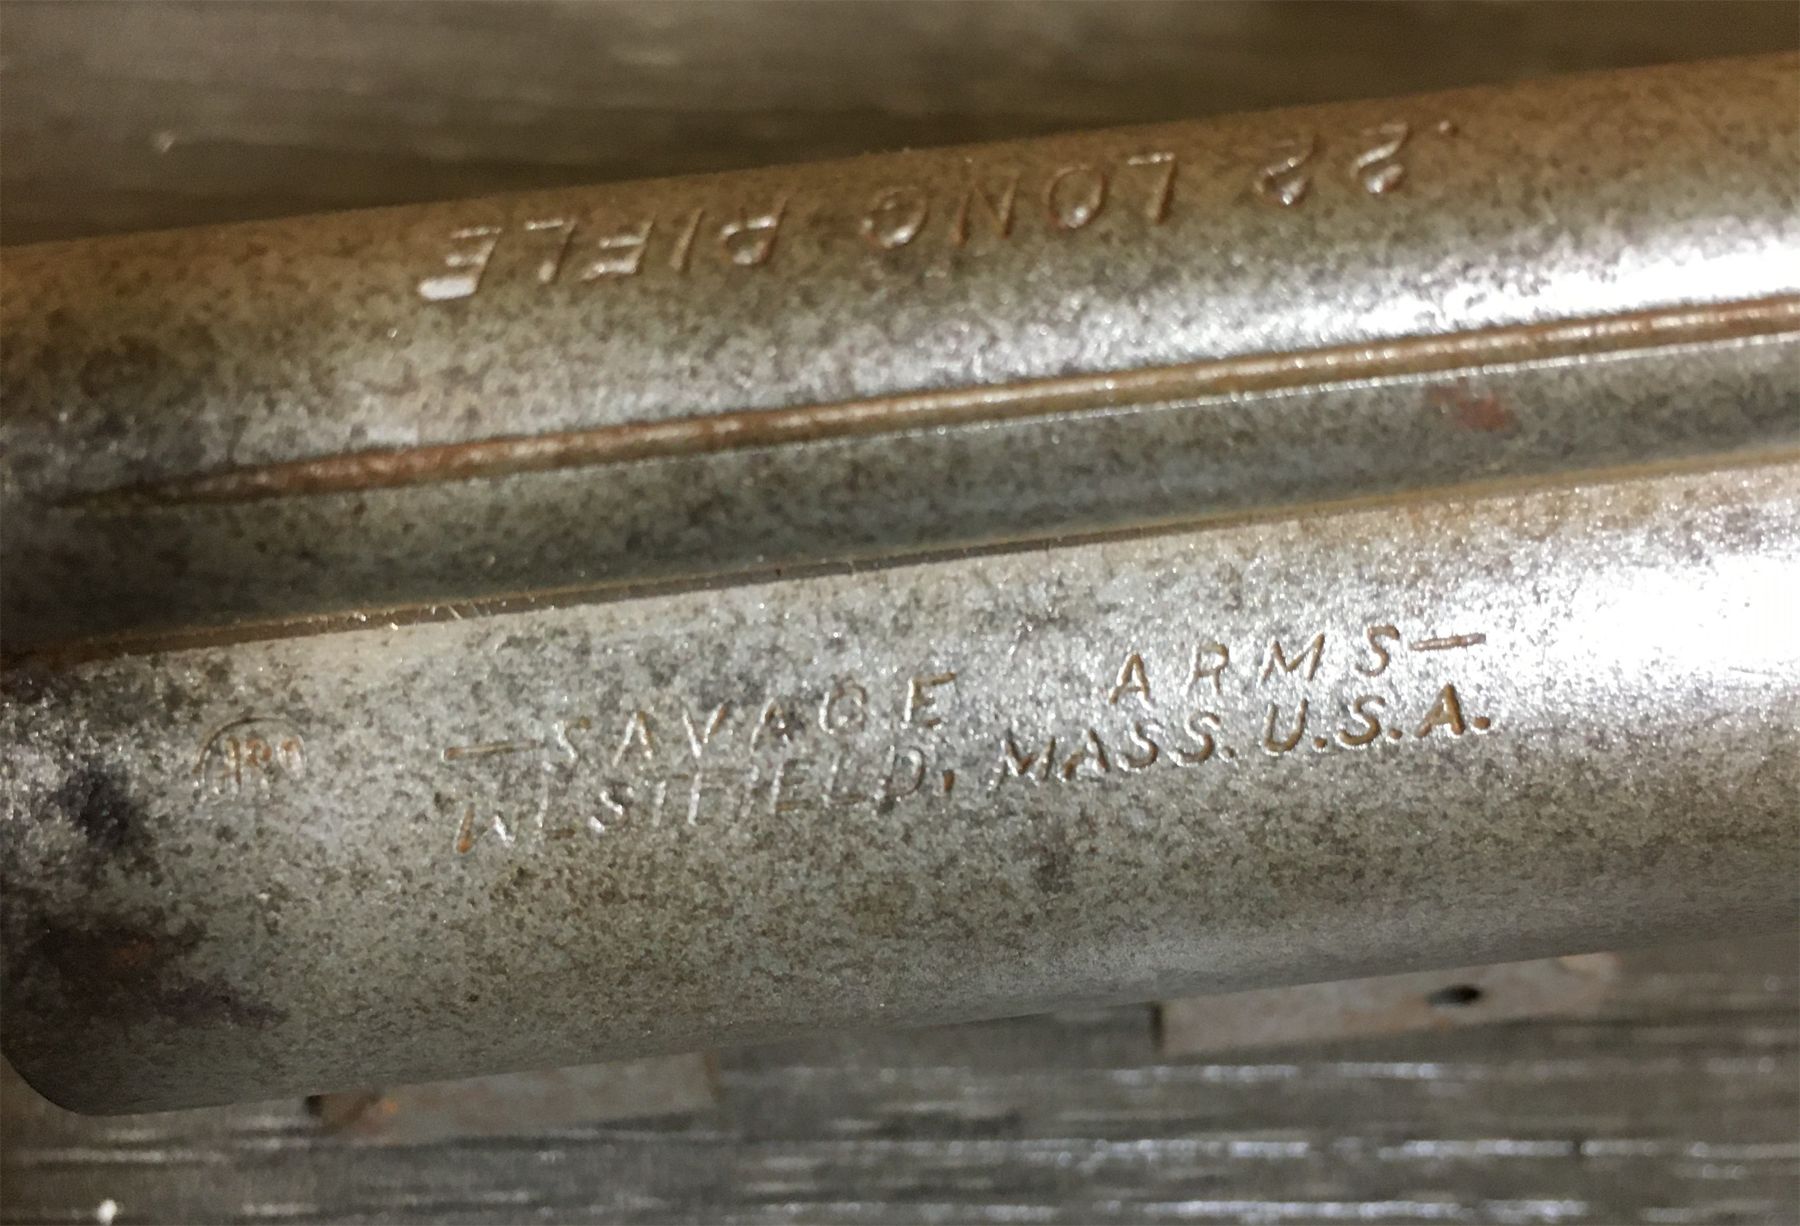 .22 LONG RIFLE
—SAVAGE ARMS—
WESTFIELD, MASS. U.S.A.